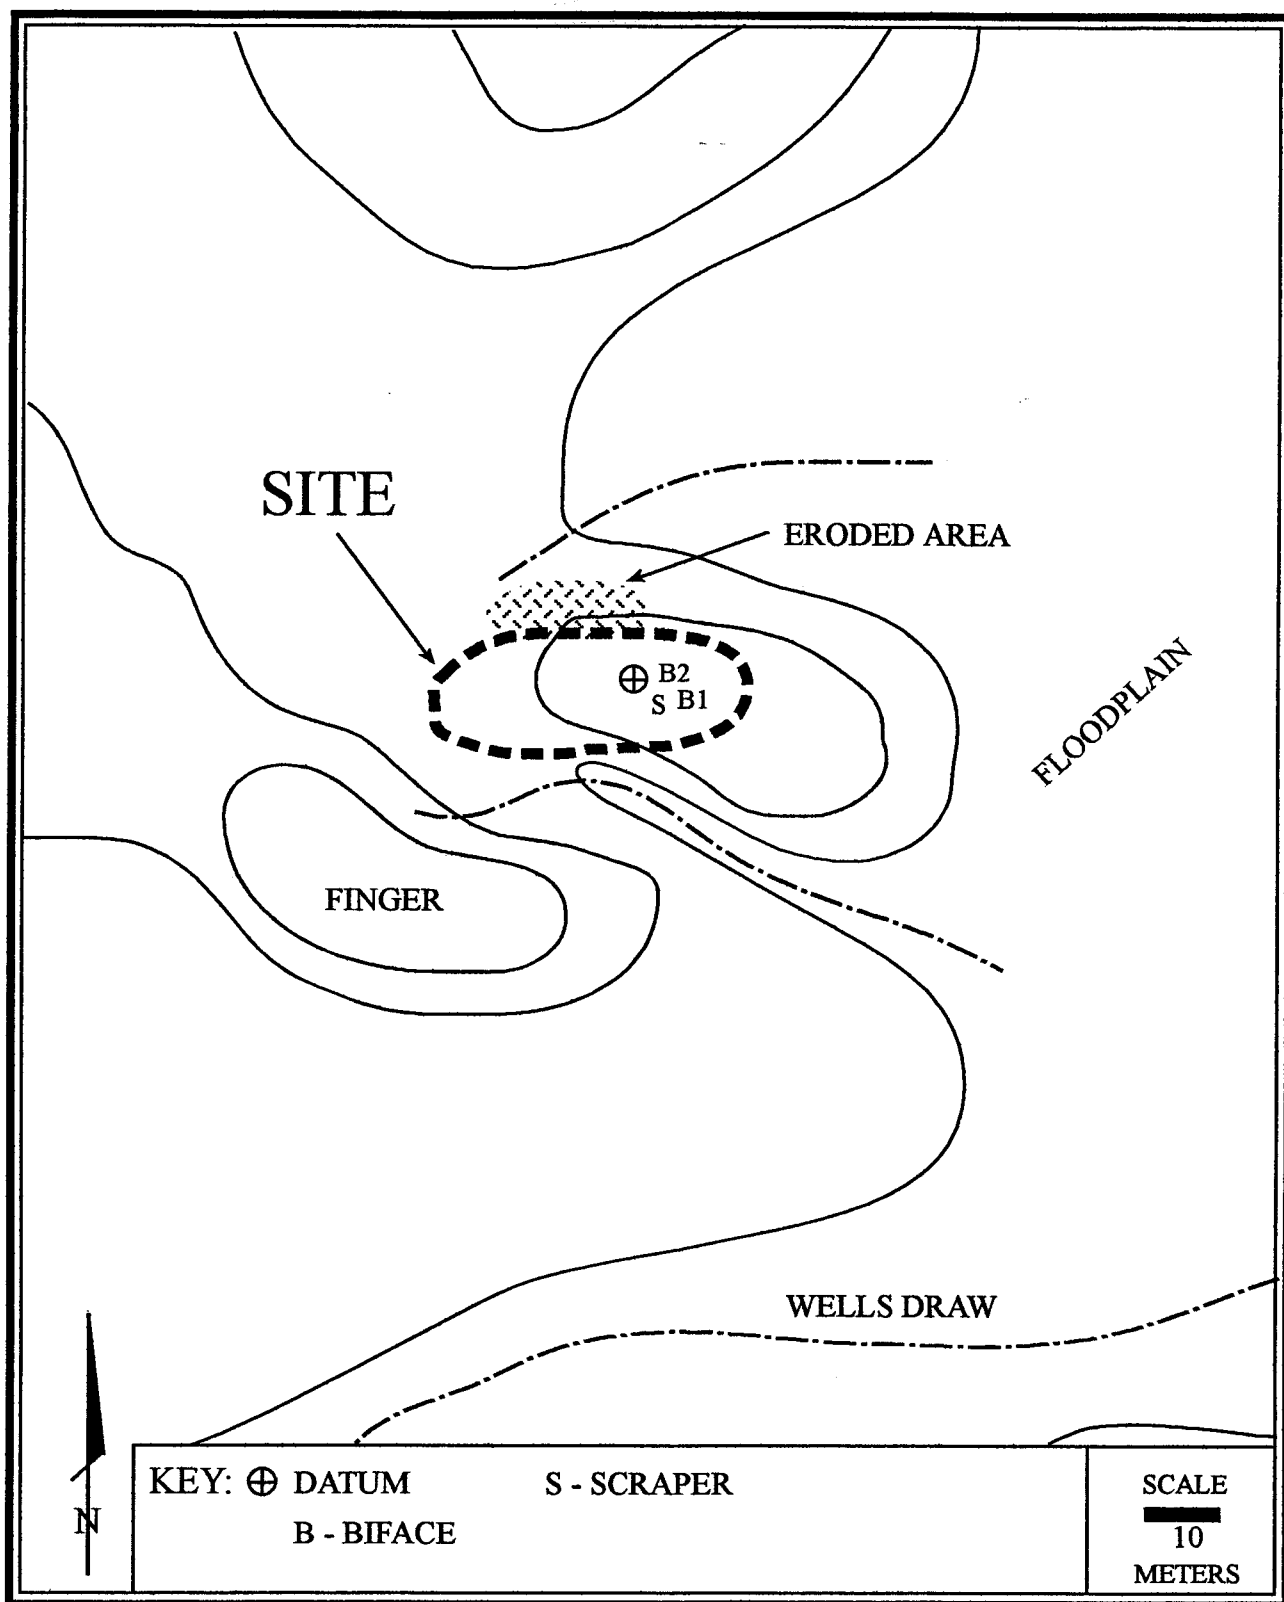 SITE
ERODED AREA
B2
S B1
FLOODPLAIN
FINGER
WELLS DRAW
N
KEY: ⊕ DATUM S - SCRAPER
B - BIFACE
SCALE
10
METERS